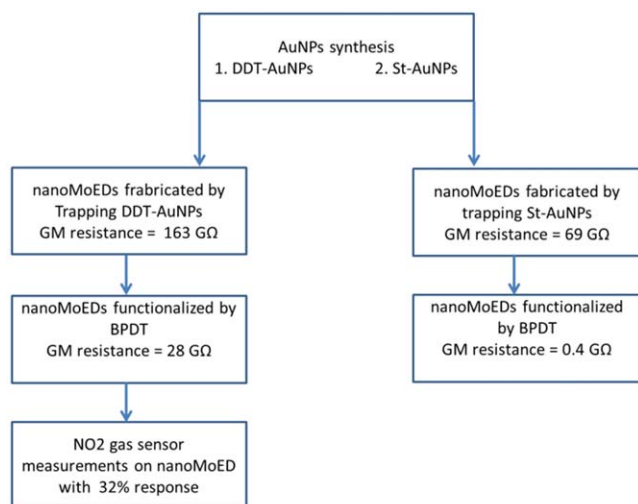 AuNPs synthesis
1. DDT-AuNPs 2. St-AuNPs
nanoMoEDs frabricated by
Trapping DDT-AuNPs
GM resistance = 163 GΩ
nanoMoEDs fabricated by
trapping St-AuNPs
GM resistance = 69 GΩ
nanoMoEDs functionalized by
BPDT
GM resistance = 28 GΩ
nanoMoEDs functionalized
by BPDT
GM resistance = 0.4 GΩ
NO2 gas sensor
measurements on nanoMoED
with 32% response